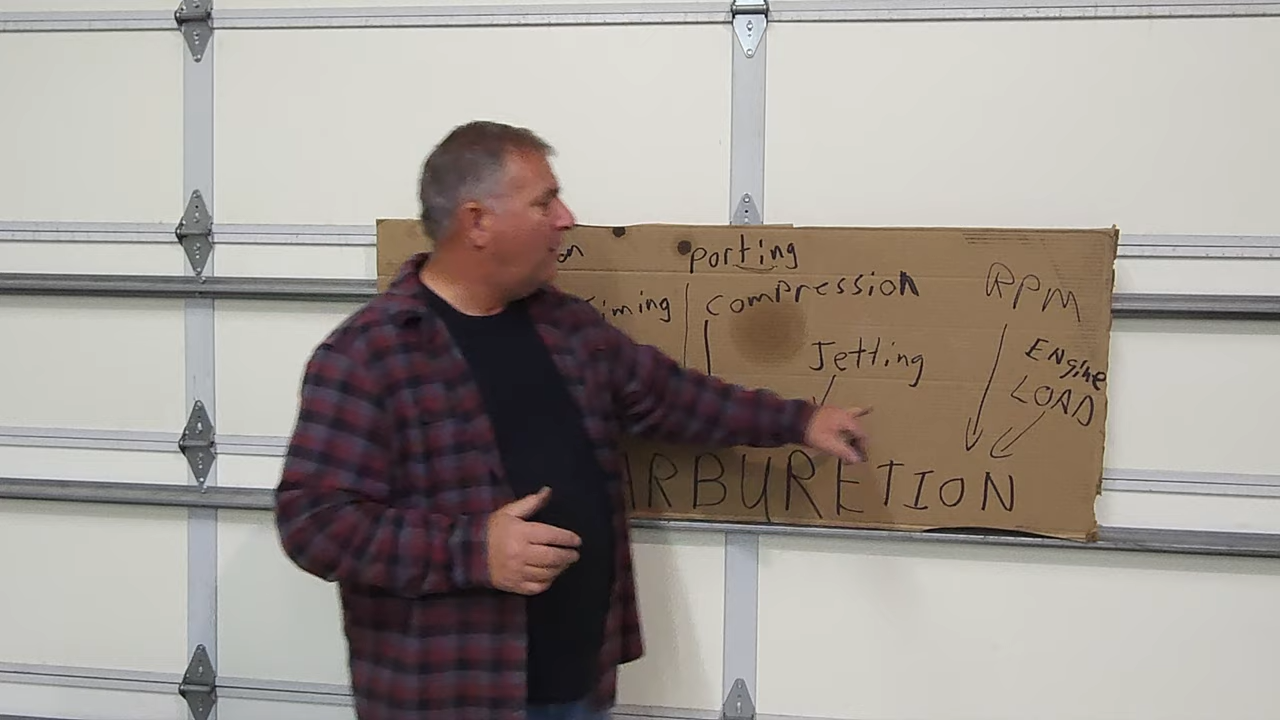 porting
compression
RPM
Jetting
ENgine
LOAD
ARBURETION